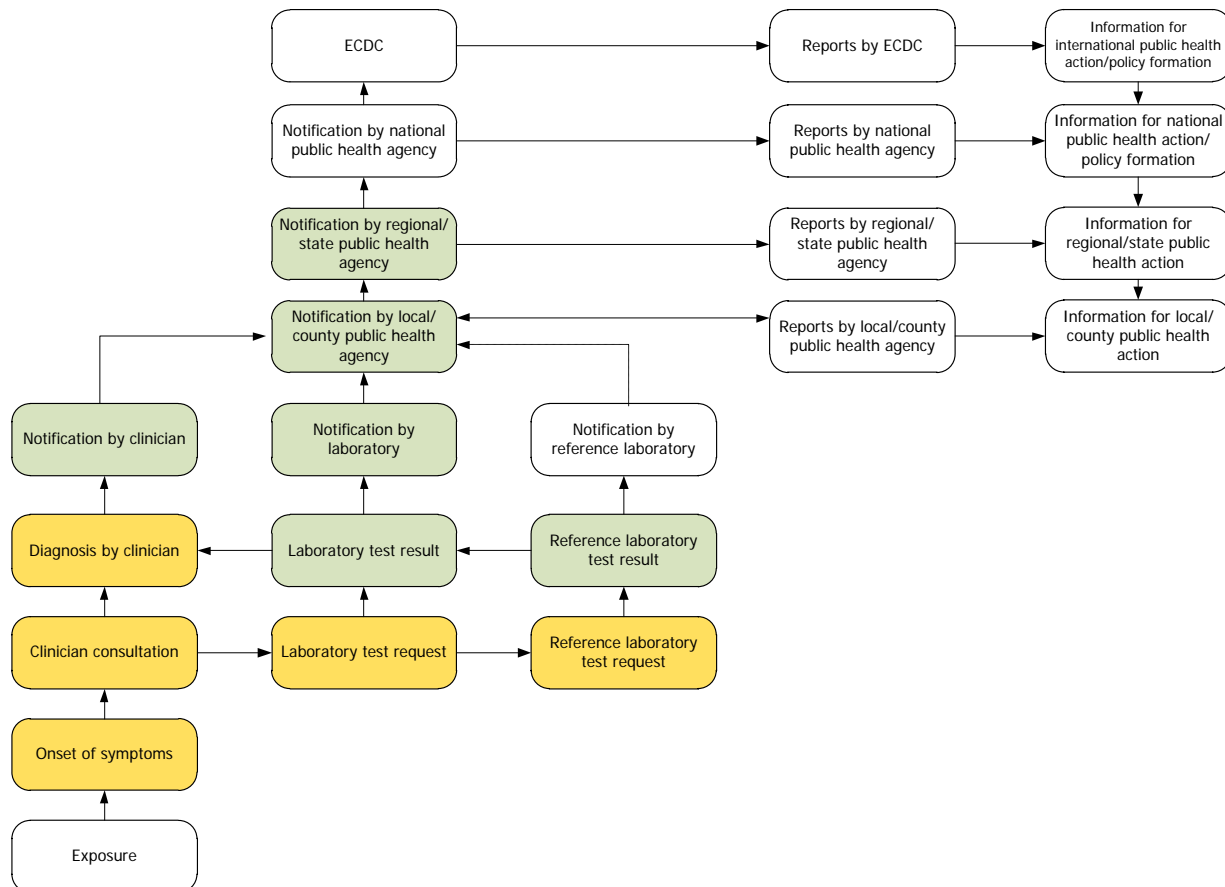 ECDC
Reports by ECDC
Information for
international public health
action/policy formation
Notification by national
public health agency
Reports by national
public health agency
Information for national
public health action/
policy formation
Notification by regional/
state public health
agency
Reports by regional/
state public health
agency
Information for
regional/state public
health action
Notification by local/
county public health
agency
Reports by local/county
public health agency
Information for local/
county public health
action
Notification by clinician
Notification by
laboratory
Notification by
reference laboratory
Diagnosis by clinician
Laboratory test result
Reference laboratory
test result
Clinician consultation
Laboratory test request
Reference laboratory
test request
Onset of symptoms
Exposure